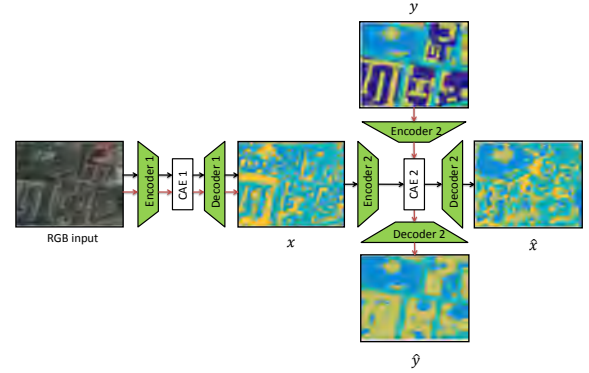 y
Encoder 2
Encoder 1
CAE 1
Decoder 1
Encoder 2
CAE 2
Decoder 2
RGB input
x
Decoder 2
x̂
ŷ